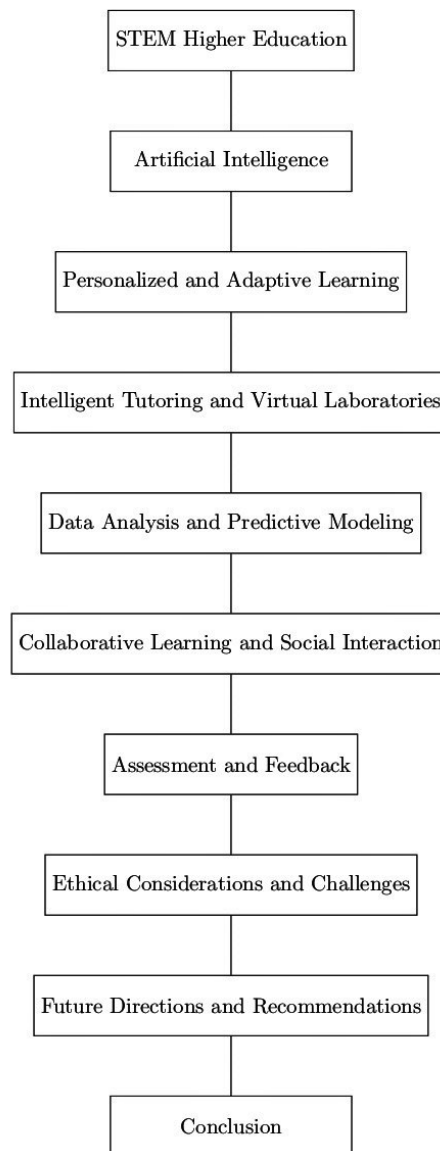 STEM Higher Education
Artificial Intelligence
Personalized and Adaptive Learning
Intelligent Tutoring and Virtual Laboratories
Data Analysis and Predictive Modeling
Collaborative Learning and Social Interaction
Assessment and Feedback
Ethical Considerations and Challenges
Future Directions and Recommendations
Conclusion